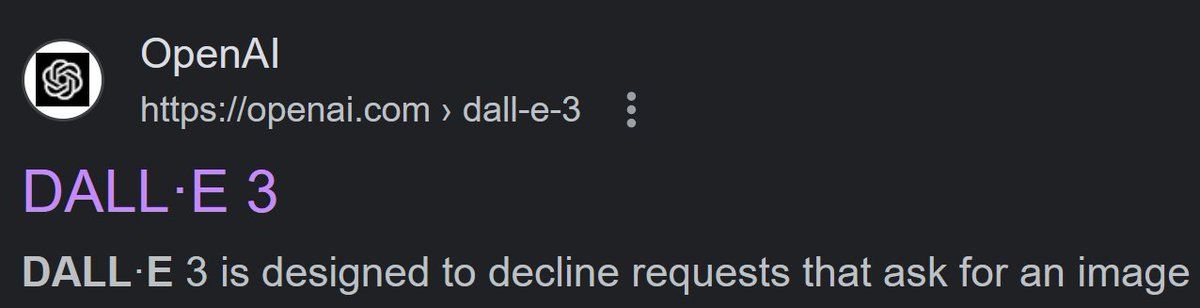 OpenAI
https://openai.com › dall-e-3
DALL·E 3
DALL·E 3 is designed to decline requests that ask for an image